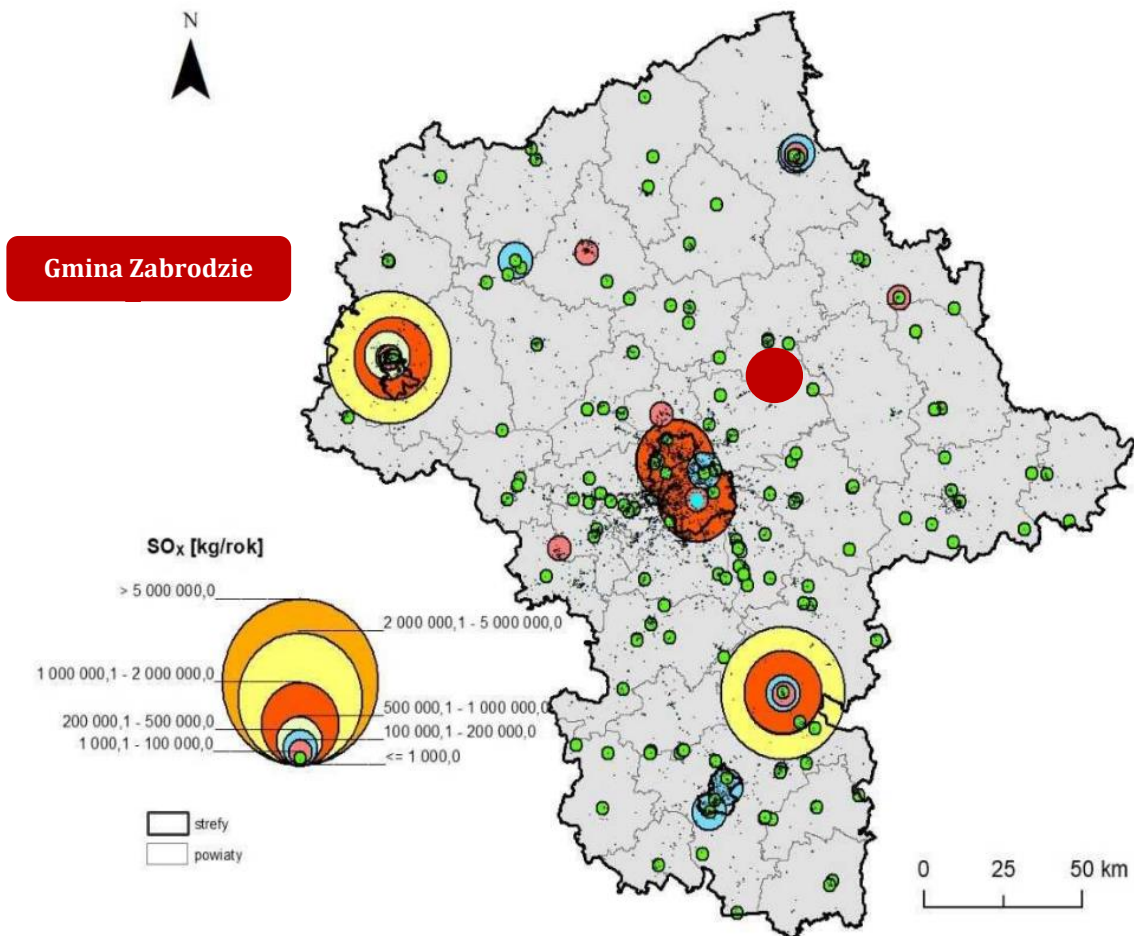 N
Gmina Zabrodzie
SOx [kg/rok]
> 5 000 000,0
2 000 000,1 - 5 000 000,0
1 000 000,1 - 2 000 000,0
500 000,1 - 1 000 000,0
200 000,1 - 500 000,0
100 000,1 - 200 000,0
1 000,1 - 100 000,0
<= 1 000,0
strefy
powiaty
0 25 50 km